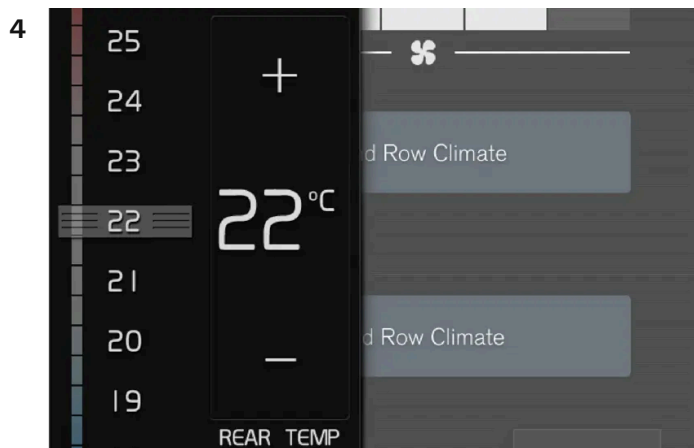 4
25
24
23
22
21
20
19
+
22°C
−
REAR TEMP
d Row Climate
d Row Climate